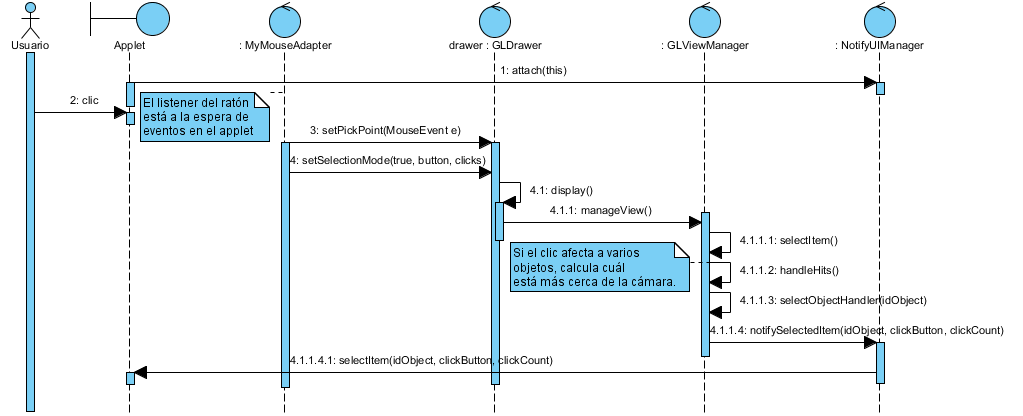 Usuario
Applet
: MyMouseAdapter
drawer : GLDrawer
: GLViewManager
: NotifyUIManager
1: attach(this)
2: clic
El listener del ratón
está a la espera de
eventos en el applet
3: setPickPoint(MouseEvent e)
4: setSelectionMode(true, button, clicks)
4.1: display()
4.1.1: manageView()
4.1.1.1: selectItem()
Si el clic afecta a varios
objetos, calcula cuál
está más cerca de la cámara.
4.1.1.2: handleHits()
4.1.1.3: selectObjectHandler(idObject)
4.1.1.4: notifySelectedItem(idObject, clickButton, clickCount)
4.1.1.4.1: selectItem(idObject, clickButton, clickCount)